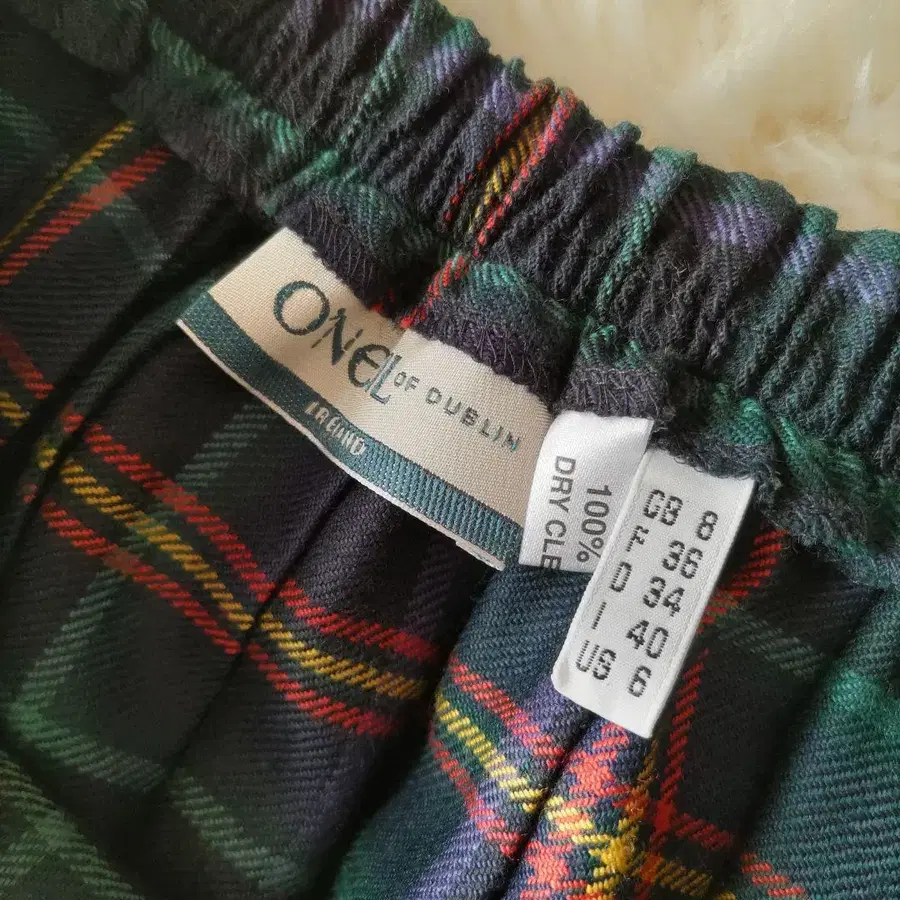 O'NEIL OF DUBLIN
IRELAND
100%
DRY CLE
GB 8
F 36
D 34
I 40
US 6